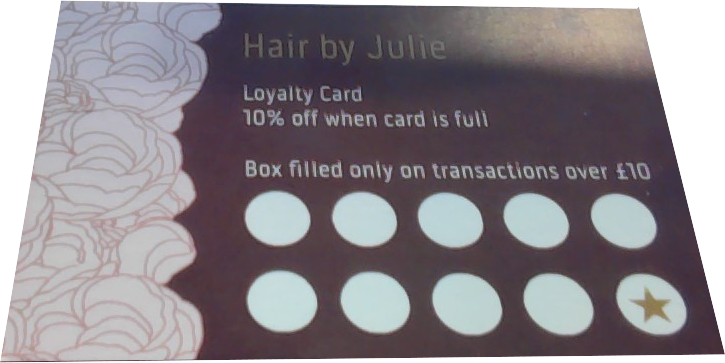 Hair by Julie
Loyalty Card
10% off when card is full
Box filled only on transactions over £10